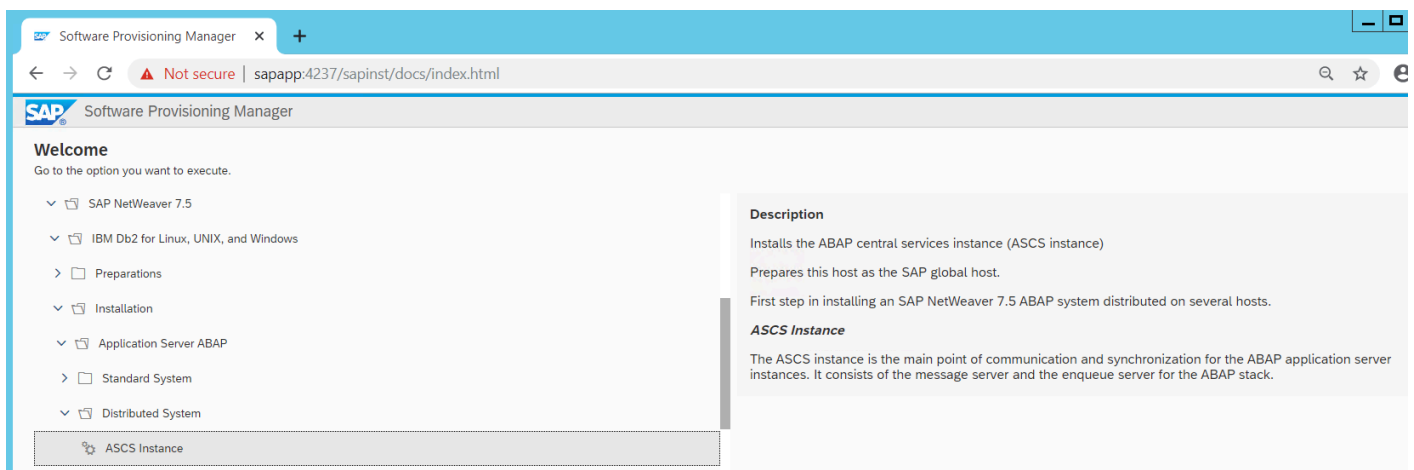 Software Provisioning Manager
Not secure | sapapp:4237/sapinst/docs/index.html
SAP Software Provisioning Manager
Welcome
Go to the option you want to execute.
SAP NetWeaver 7.5
IBM Db2 for Linux, UNIX, and Windows
Preparations
Installation
Application Server ABAP
Standard System
Distributed System
ASCS Instance
Description
Installs the ABAP central services instance (ASCS instance)
Prepares this host as the SAP global host.
First step in installing an SAP NetWeaver 7.5 ABAP system distributed on several hosts.
ASCS Instance
The ASCS instance is the main point of communication and synchronization for the ABAP application server
instances. It consists of the message server and the enqueue server for the ABAP stack.